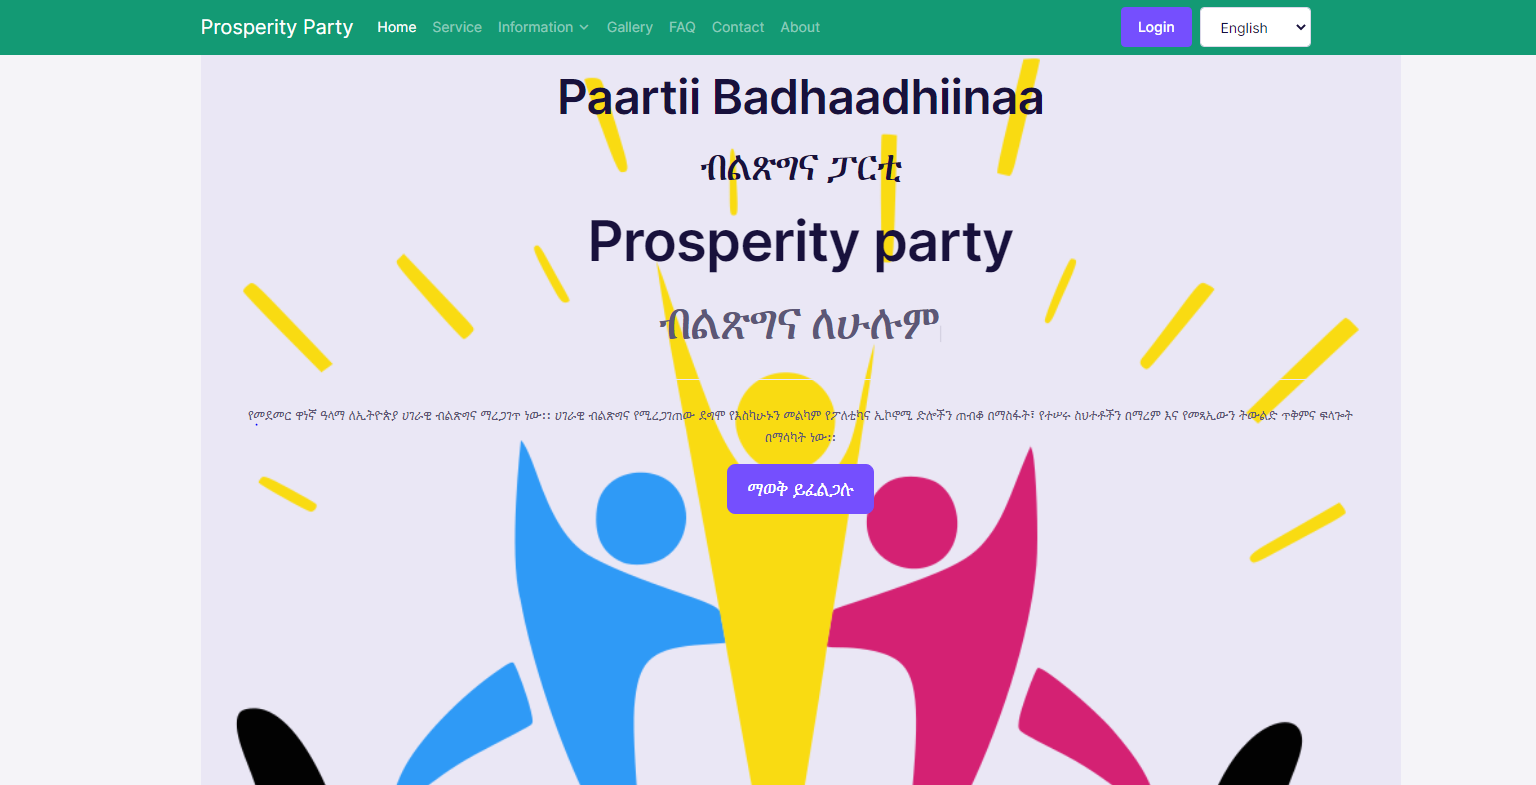 Prosperity Party Home Service Information Gallery FAQ Contact About Login English
Paartii Badhaadhiinaa
ብልጽግና ፓርቲ
Prosperity party
ብልጽግና ለሁሉም
የመደመር ዋነኛ ዓላማ ለኢትዮጵያ ሀገራዊ ብልጽግና ማረጋገጥ ነው፡፡ ሀገራዊ ብልጽግና የሚረጋገጠው ደግሞ የእስካሁኑን መልካም የፖለቲካና ኢኮኖሚ ድሎችን ጠብቆ በማስፋት፣ የተሠሩ ስህተቶችን በማረም እና የመጻኢውን ትውልድ ጥቅምና ፍላጐት
በማሳካት ነው፡፡
ማወቅ ይፈልጋሉ